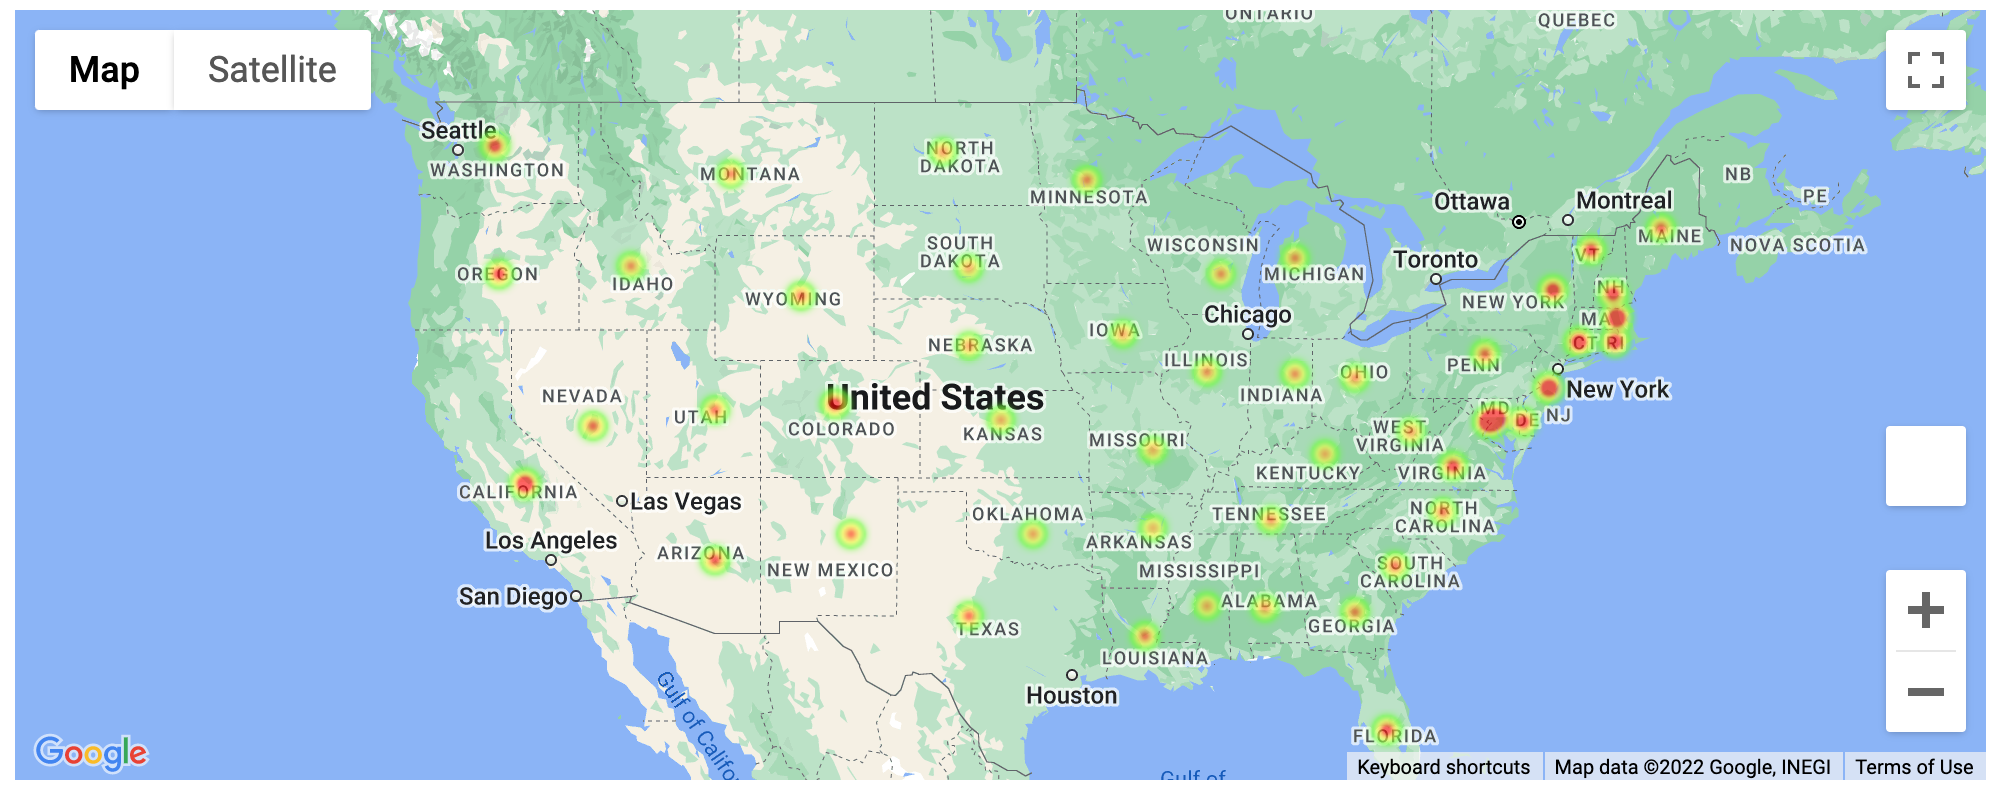 ONTARIO
QUEBEC
Map
Satellite
Seattle
WASHINGTON
MONTANA
NORTH
DAKOTA
MINNESOTA
Ottawa
Montreal
NB
PE
MAINE
NOVA SCOTIA
SOUTH
DAKOTA
WISCONSIN
MICHIGAN
Toronto
VT
OREGON
IDAHO
WYOMING
NEW YORK
NH
Chicago
MA
IOWA
NEBRASKA
ILLINOIS
CT
RI
INDIANA
OHIO
PENN
New York
NEVADA
UTAH
United States
COLORADO
KANSAS
MISSOURI
WEST
VIRGINIA
MD
DE
NJ
KENTUCKY
VIRGINIA
CALIFORNIA
Las Vegas
OKLAHOMA
ARKANSAS
TENNESSEE
NORTH
CAROLINA
Los Angeles
ARIZONA
NEW MEXICO
MISSISSIPPI
SOUTH
CAROLINA
San Diego
ALABAMA
GEORGIA
TEXAS
LOUISIANA
Houston
Gulf of Califo
FLORIDA
Gulf of
Google
Keyboard shortcuts
Map data ©2022 Google, INEGI
Terms of Use